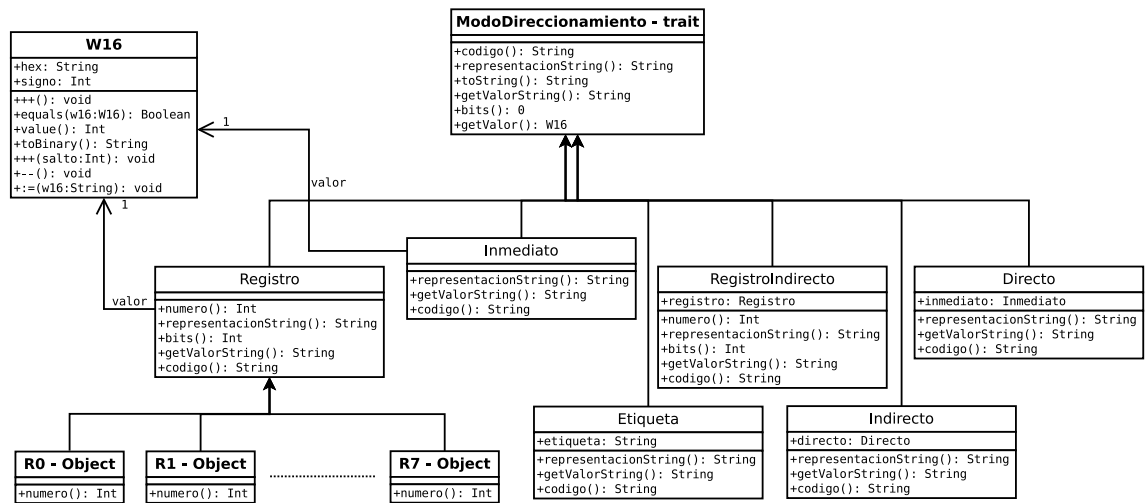 ModoDireccionamiento - trait
+codigo(): String
+representacionString(): String
+toString(): String
+getValorString(): String
+bits(): 0
+getValor(): W16
W16
+hex: String
+signo: Int
+++(): void
+equals(w16:W16): Boolean
+value(): Int
+toBinary(): String
+++(salto:Int): void
+--(): void
+:=(w16:String): void
1
valor
1
valor
Registro
+numero(): Int
+representacionString(): String
+bits(): Int
+getValorString(): String
+codigo(): String
Inmediato
+representacionString(): String
+getValorString(): String
+codigo(): String
RegistroIndirecto
+registro: Registro
+numero(): Int
+representacionString(): String
+bits(): Int
+getValorString(): String
+codigo(): String
Directo
+inmediato: Inmediato
+representacionString(): String
+getValorString(): String
+codigo(): String
Etiqueta
+etiqueta: String
+representacionString(): String
+getValorString(): String
+codigo(): String
Indirecto
+directo: Directo
+representacionString(): String
+getValorString(): String
+codigo(): String
R0 - Object
+numero(): Int
R1 - Object
+numero(): Int
R7 - Object
+numero(): Int